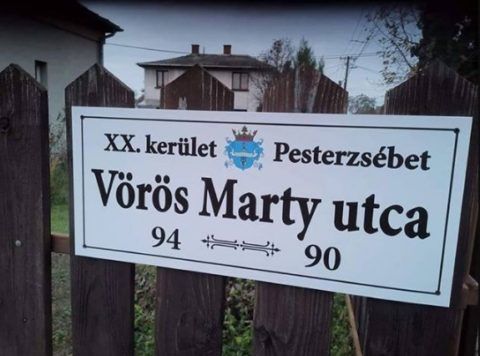 XX. kerület Pesterzsébet
Vörös Marty utca
94 90